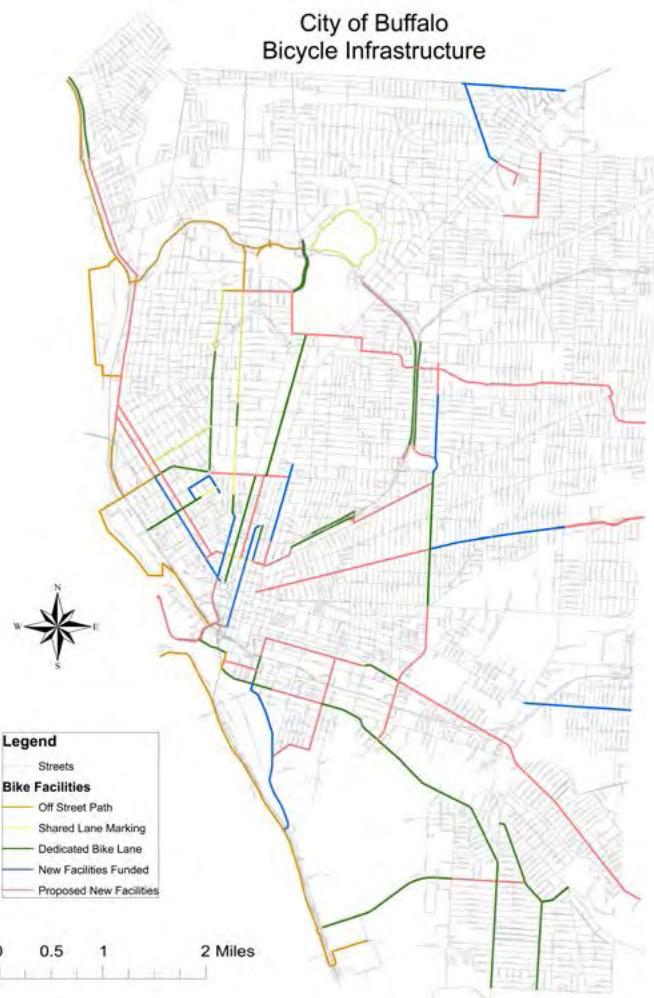 City of Buffalo
Bicycle Infrastructure
N
W E
S
Legend
Streets
Bike Facilities
Off Street Path
Shared Lane Marking
Dedicated Bike Lane
New Facilities Funded
Proposed New Facilities
0 0.5 1 2 Miles